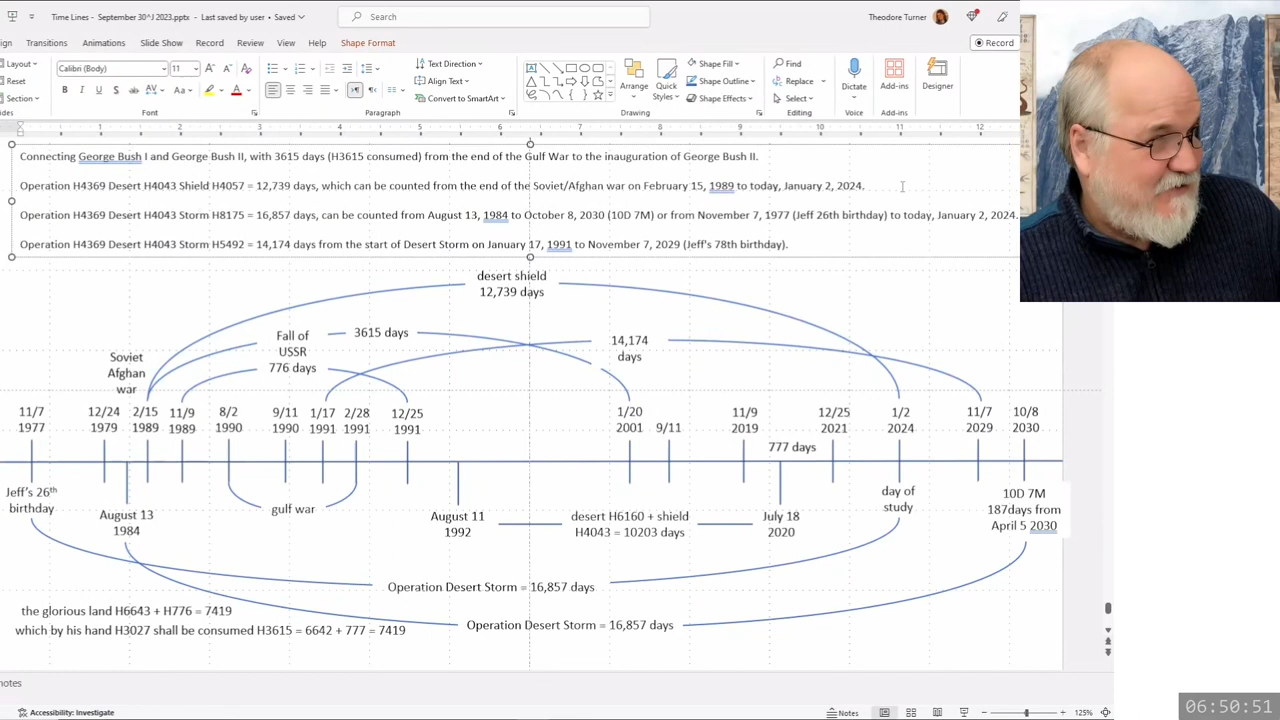 Time Lines - September 30^J 2023.pptx • Last saved by user • Saved
Search
Theodore Turner
ign Transitions Animations Slide Show Record Review View Help Shape Format
Record
Layout
Reset
Section
Calibri (Body) 11
Text Direction
Align Text
Convert to SmartArt
Arrange
Quick Styles
Shape Fill
Shape Outline
Shape Effects
Find
Replace
Select
Dictate
Add-ins
Designer
Font Paragraph Drawing Editing Voice Add-ins
1 2 3 4 5 6 7 8 9 10 11 12
Connecting George Bush I and George Bush II, with 3615 days (H3615 consumed) from the end of the Gulf War to the inauguration of George Bush II.
Operation H4369 Desert H4043 Shield H4057 = 12,739 days, which can be counted from the end of the Soviet/Afghan war on February 15, 1989 to today, January 2, 2024.
Operation H4369 Desert H4043 Storm H8175 = 16,857 days, can be counted from August 13, 1984 to October 8, 2030 (10D 7M) or from November 7, 1977 (Jeff 26th birthday) to today, January 2, 2024.
Operation H4369 Desert H4043 Storm H5492 = 14,174 days from the start of Desert Storm on January 17, 1991 to November 7, 2029 (Jeff's 78th birthday).
desert shield
12,739 days
Fall of
USSR
776 days
3615 days
14,174
days
Soviet
Afghan
war
11/7
1977
12/24
1979
2/15
1989
11/9
1989
8/2
1990
9/11
1990
1/17
1991
2/28
1991
12/25
1991
1/20
2001
9/11
11/9
2019
12/25
2021
1/2
2024
11/7
2029
10/8
2030
777 days
Jeff's 26th
birthday
August 13
1984
gulf war
August 11
1992
desert H6160 + shield
H4043 = 10203 days
July 18
2020
day of
study
10D 7M
187days from
April 5 2030
Operation Desert Storm = 16,857 days
Operation Desert Storm = 16,857 days
the glorious land H6643 + H776 = 7419
which by his hand H3027 shall be consumed H3615 = 6642 + 777 = 7419
notes
Accessibility: Investigate
Notes
125%
06:50:51